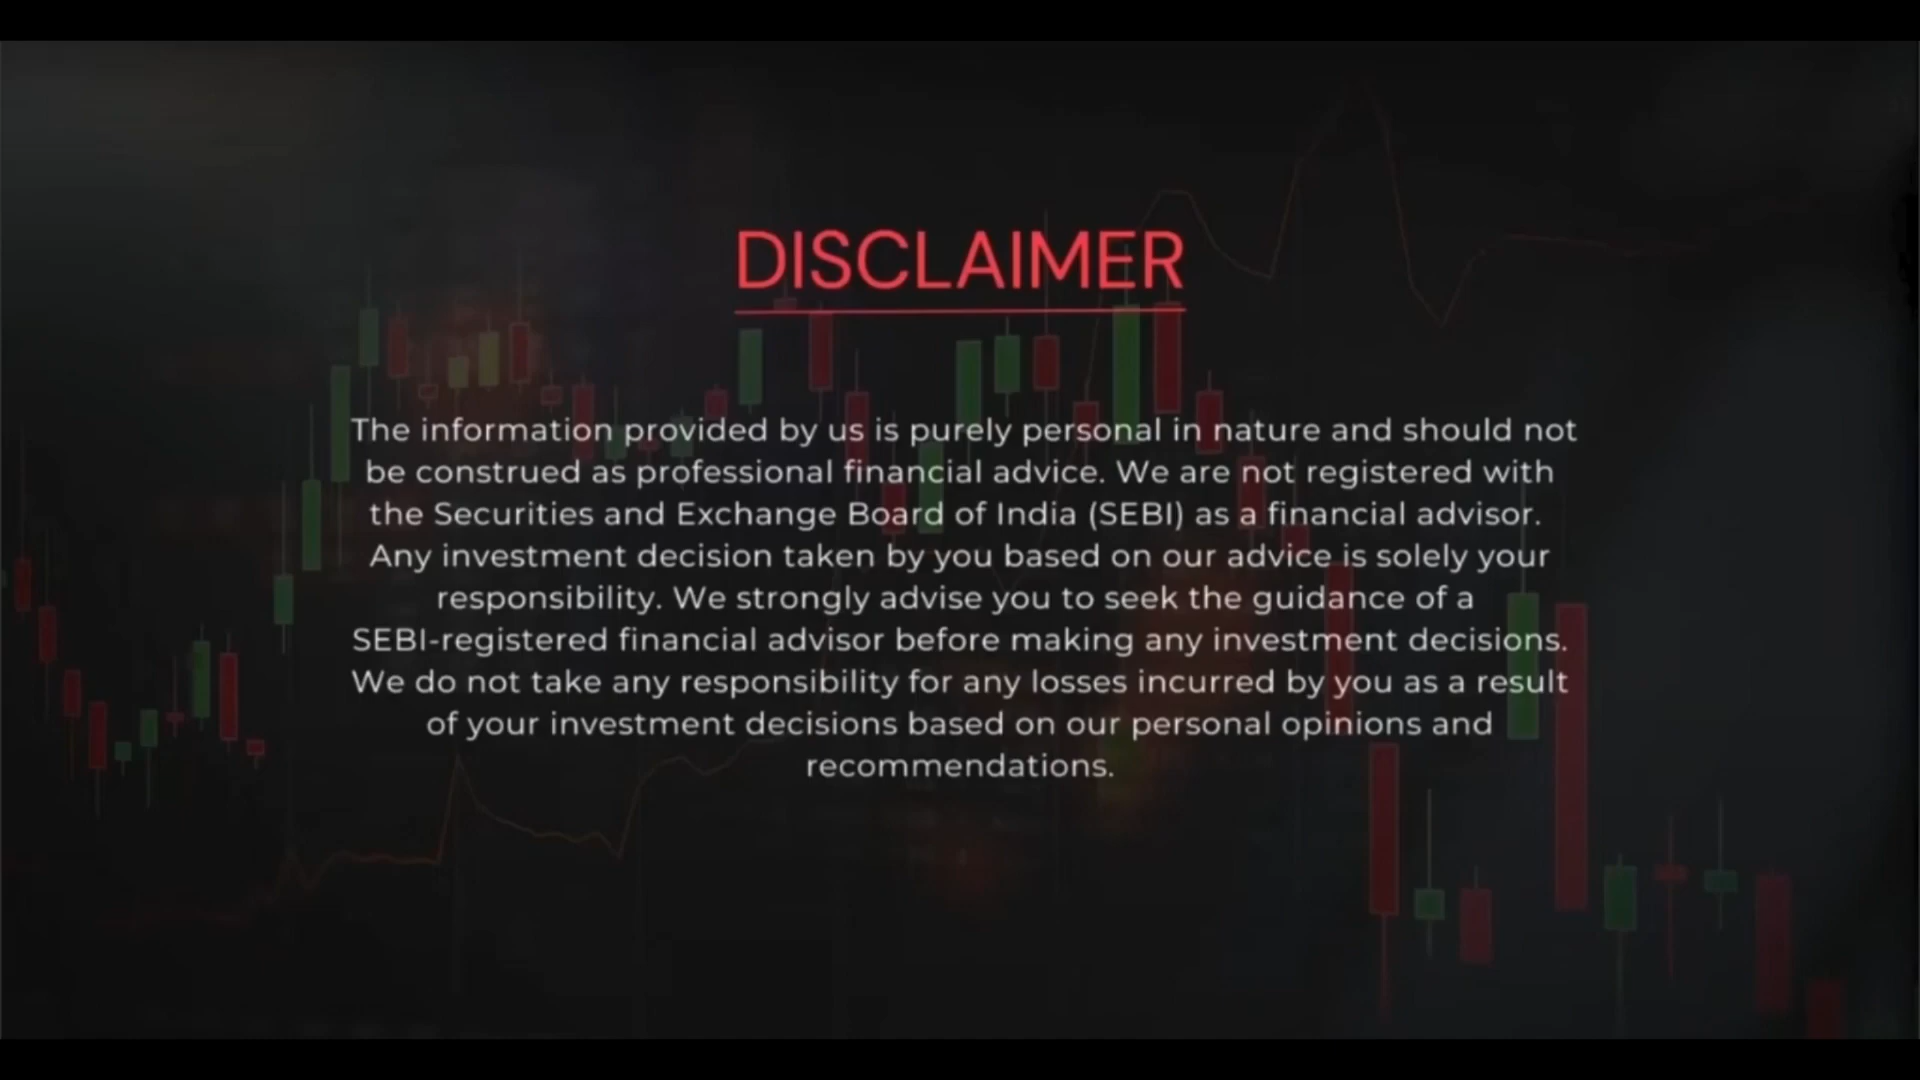 DISCLAIMER
The information provided by us is purely personal in nature and should not
be construed as professional financial advice. We are not registered with
the Securities and Exchange Board of India (SEBI) as a financial advisor.
Any investment decision taken by you based on our advice is solely your
responsibility. We strongly advise you to seek the guidance of a
SEBI-registered financial advisor before making any investment decisions.
We do not take any responsibility for any losses incurred by you as a result
of your investment decisions based on our personal opinions and
recommendations.